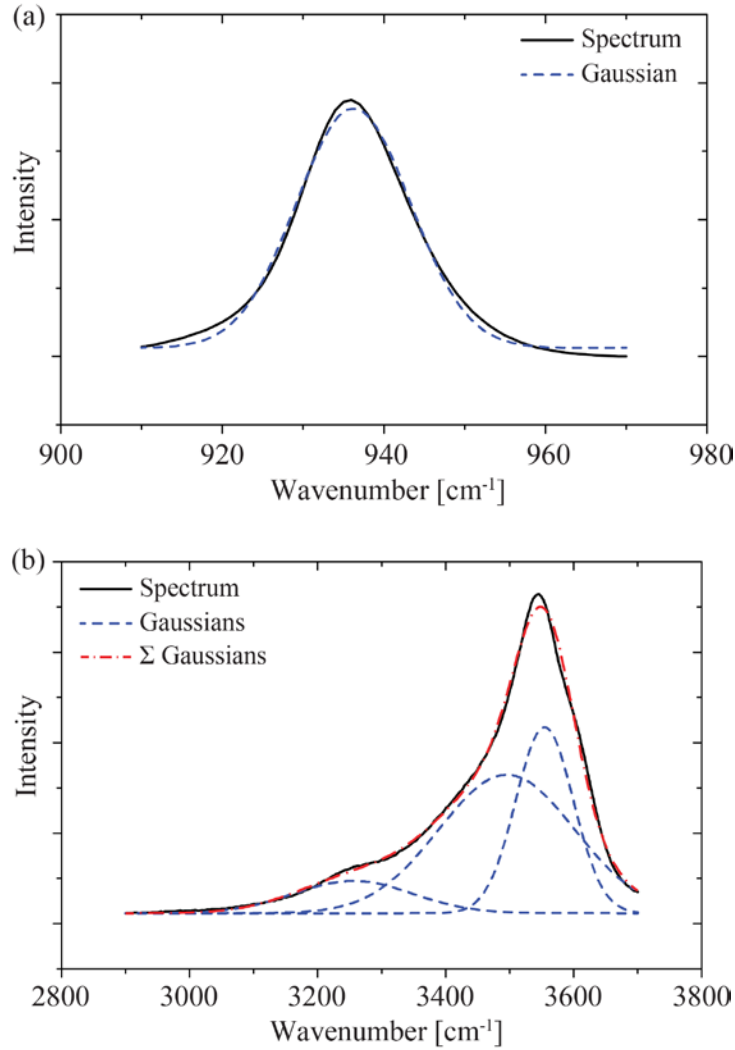 (a)
Spectrum
Gaussian
Intensity
900 920 940 960 980
Wavenumber [cm⁻¹]
(b)
Spectrum
Gaussians
Σ Gaussians
Intensity
2800 3000 3200 3400 3600 3800
Wavenumber [cm⁻¹]